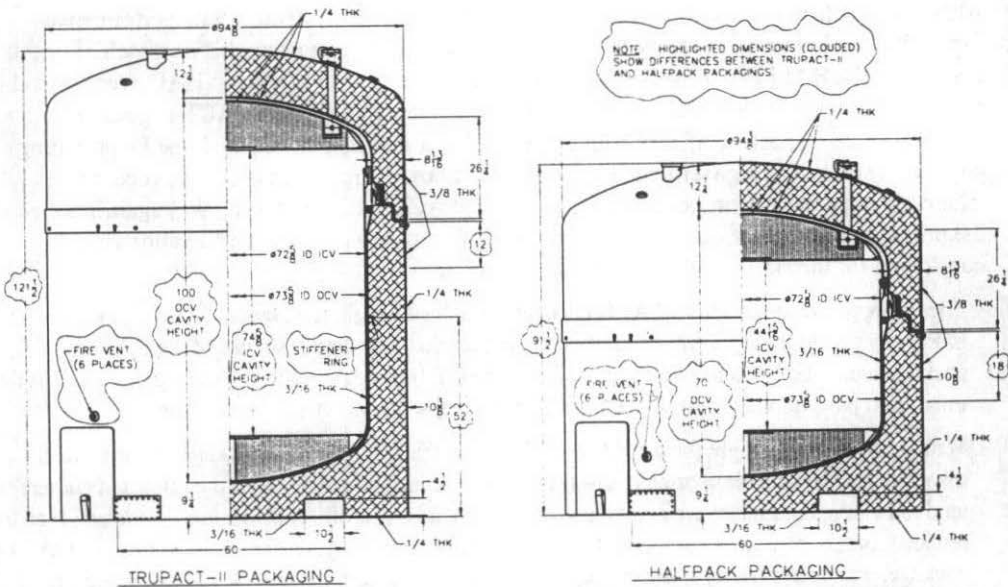 1/4 THK
ø94 3/8
12 1/4
8 13/16
26 1/4
3/8 THK
12
ø72 5/8 ID ICV
121 1/2
100
OCV
CAVITY
HEIGHT
ø73 5/8 ID OCV
1/4 THK
74 5/8
ICV
CAVITY
HEIGHT
STIFFENER
RING
FIRE VENT
(6 PLACES)
3/16 THK
10 3/8
52
9 1/4
4 1/2
3/16 THK
10 1/2
1/4 THK
60
TRUPACT-II PACKAGING
NOTE: HIGHLIGHTED DIMENSIONS (CLOUDED)
SHOW DIFFERENCES BETWEEN TRUPACT-II
AND HALFPACK PACKAGINGS.
1/4 THK
ø94 3/8
12 1/4
8 13/16
26 1/4
ø72 5/8 ID ICV
3/8 THK
91 1/2
44 15/16
ICV
CAVITY
HEIGHT
3/16 THK
18
FIRE VENT
(6 PLACES)
70
OCV
CAVITY
HEIGHT
10 3/8
ø73 5/8 ID OCV
1/4 THK
9 1/4
4 1/2
3/16 THK
10 1/2
1/4 THK
60
HALFPACK PACKAGING